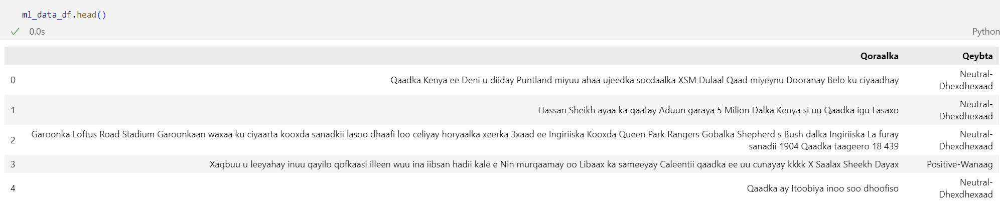 ml_data_df.head()
0.0s
Python
Qoraalka Qeybta
0 Qaadka Kenya ee Deni u diiday Puntland miyuu ahaa ujeedka socdaalka XSM Dulaal Qaad miyeynu Dooranay Belo ku ciyaadhay Neutral-
Dhexdhexaad
1 Hassan Sheikh ayaa ka qaatay Aduun garaya 5 Milion Dalka Kenya si uu Qaadka igu Fasaxo Neutral-
Dhexdhexaad
2 Garoonka Loftus Road Stadium Garoonkaan waxaa ku ciyaarta kooxda sanadkii lasoo dhaafi loo celiyay horyaalka xeerka 3xaad ee Ingiriiska Kooxda Queen Park Rangers Gobalka Shepherd s Bush dalka Ingiriiska La furay
sanadii 1904 Qaadka taageero 18 439 Neutral-
Dhexdhexaad
3 Xaqbuu u leeyahay inuu qayilo qofkaasi illeen wuu ina iibsan hadii kale e Nin murqaamay oo Libaax ka sameeyay Caleentii qaadka ee uu cunayay kkkk X Saalax Sheekh Dayax Positive-Wanaag
4 Qaadka ay Itoobiya inoo soo dhoofiso Neutral-
Dhexdhexaad